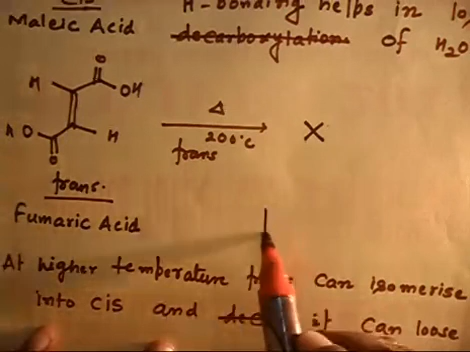 cis
Maleic Acid
H-bonding helps in lo
decarboxylation of H2O
O
H
OH
HO
H
O
Δ
200°C
trans
X
trans.
Fumaric Acid
At higher temperature can isomerise
into cis and it can loose